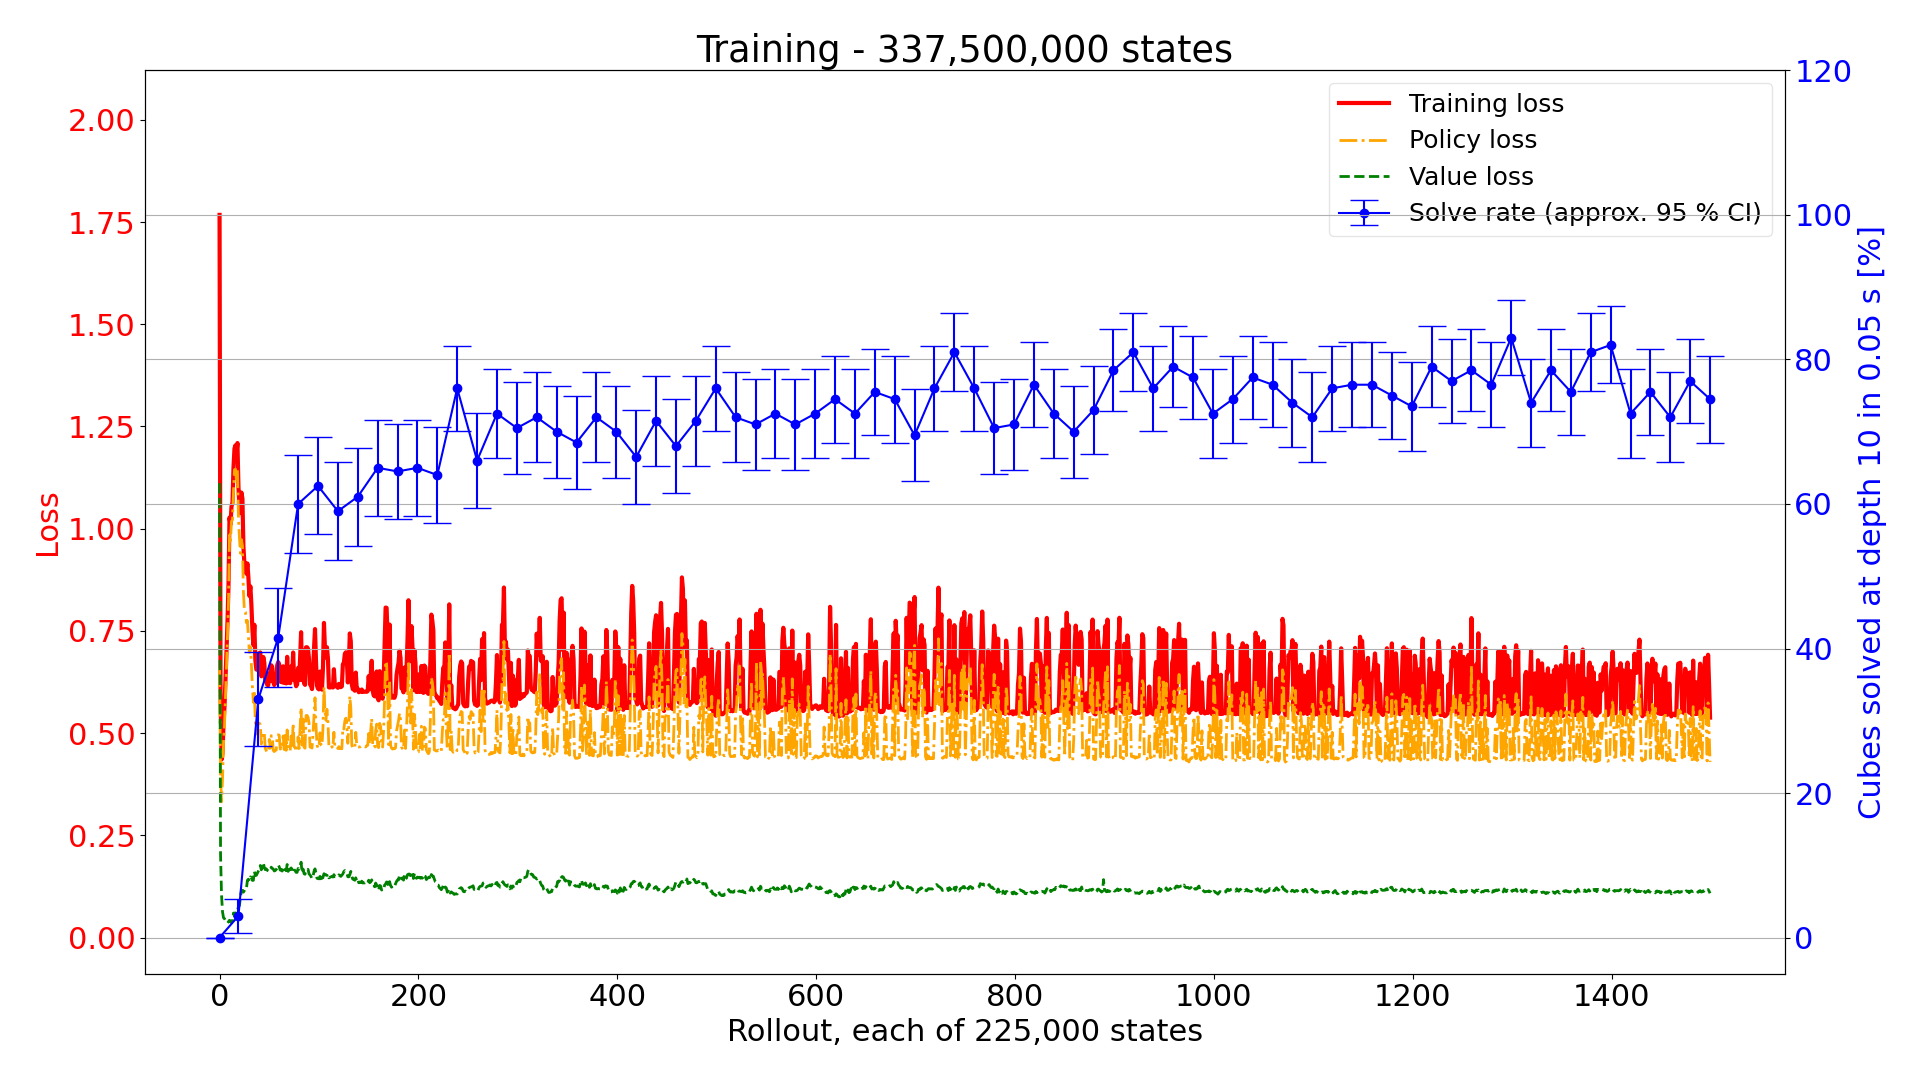 Training - 337,500,000 states
Training loss
Policy loss
Value loss
Solve rate (approx. 95 % CI)
Loss
2.00
1.75
1.50
1.25
1.00
0.75
0.50
0.25
0.00
120
100
80
60
40
20
0
Cubes solved at depth 10 in 0.05 s [%]
0 200 400 600 800 1000 1200 1400
Rollout, each of 225,000 states